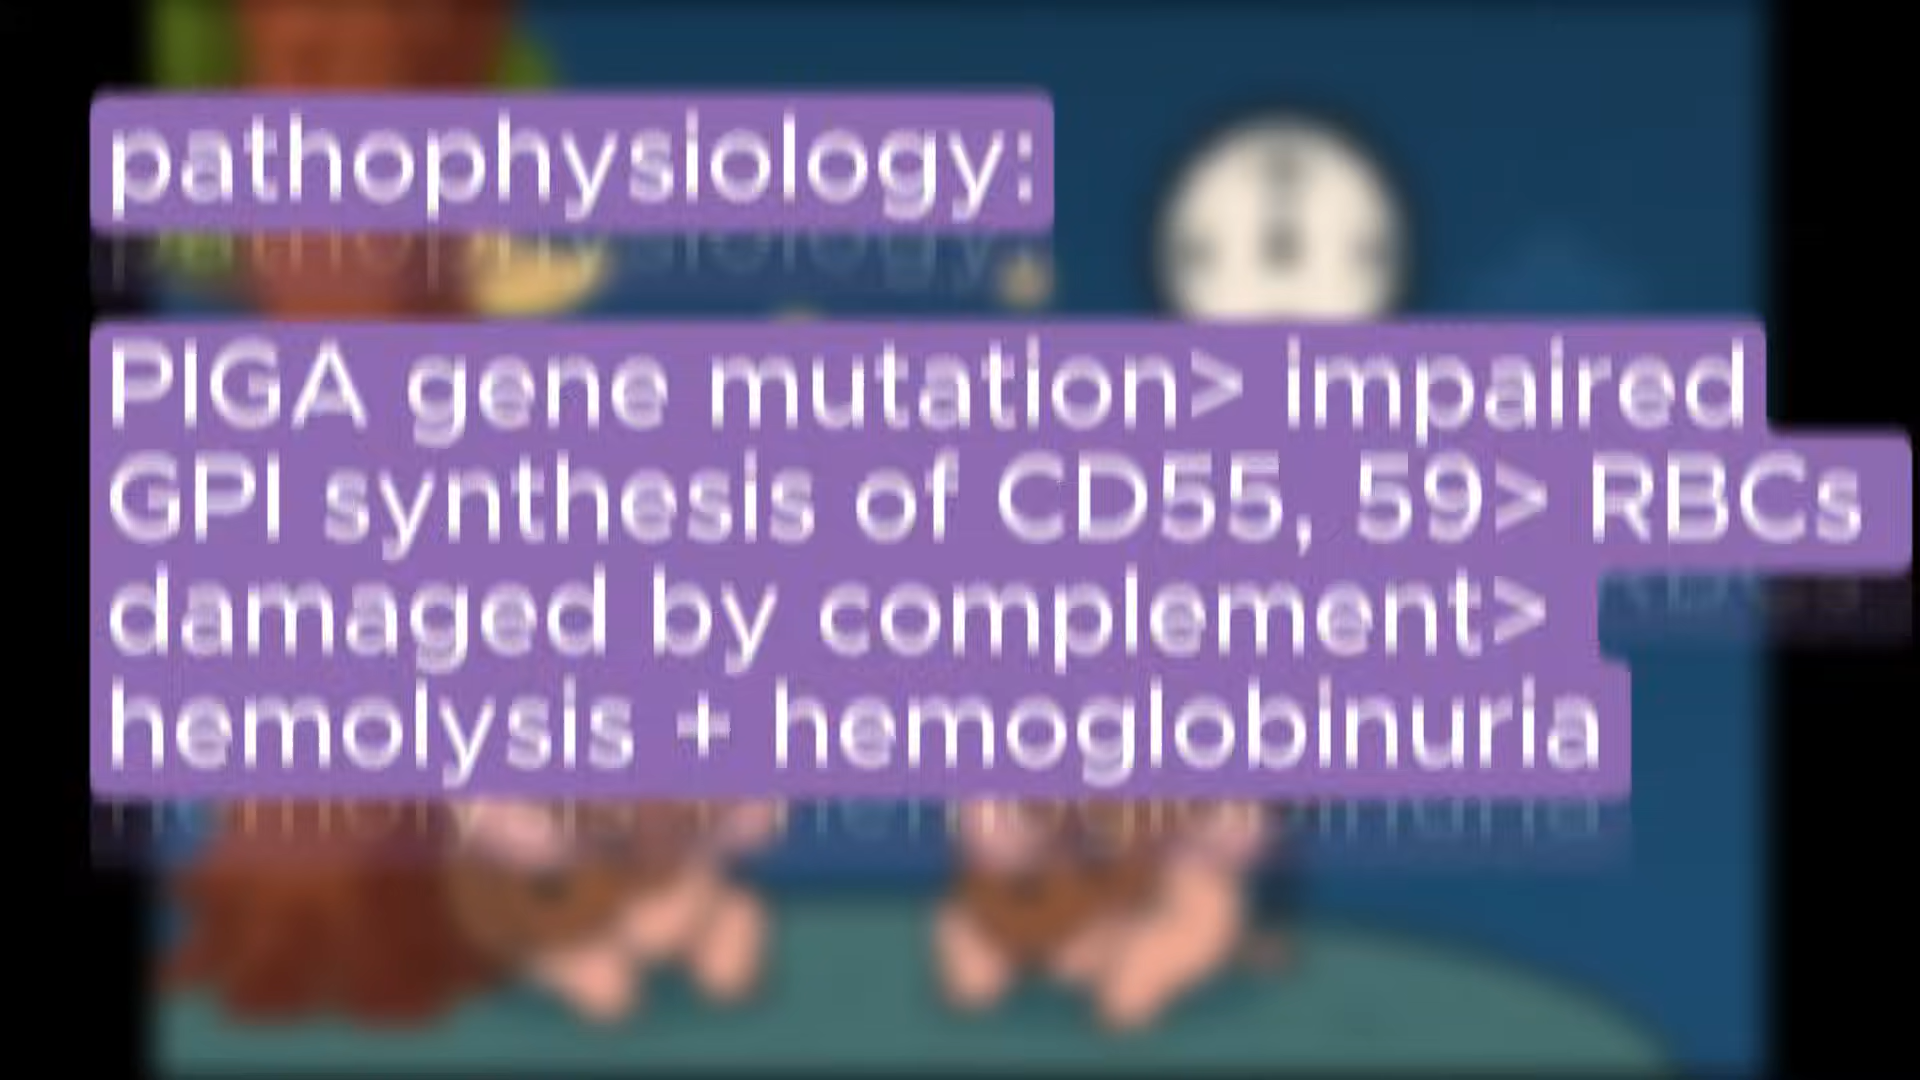 pathophysiology:
PIGA gene mutation> impaired
GPI synthesis of CD55, 59> RBCs
damaged by complement>
hemolysis + hemoglobinuria